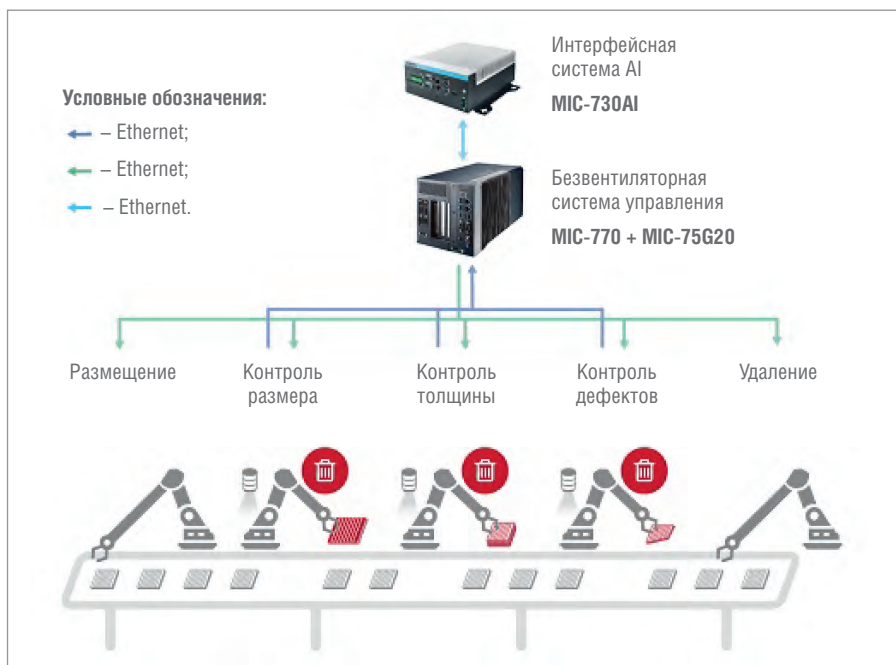 Интерфейсная
система AI
MIC-730AI
Условные обозначения:
– Ethernet;
– Ethernet;
– Ethernet.
Безвентиляторная
система управления
MIC-770 + MIC-75G20
Размещение
Контроль
размера
Контроль
толщины
Контроль
дефектов
Удаление